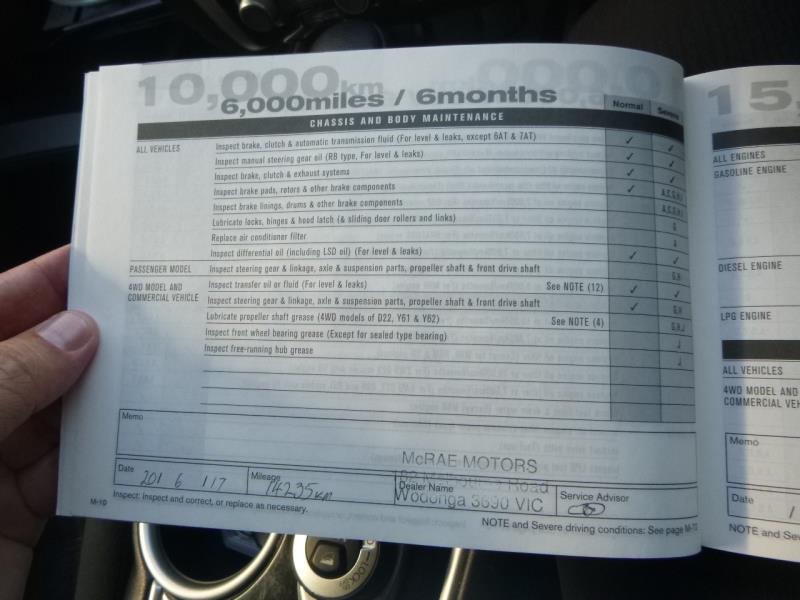 10,000km
6,000miles / 6months
Normal Severe
CHASSIS AND BODY MAINTENANCE
ALL VEHICLES Inspect brake, clutch & automatic transmission fluid (For level & leaks, except 6AT & 7AT) ✓ ✓
Inspect manual steering gear oil (RB type, For level & leaks) ✓ ✓
Inspect brake, clutch & exhaust systems ✓ ✓
Inspect brake pads, rotors & other brake components ✓ A,C,G,H,I
Inspect brake linings, drums & other brake components A,C,G,H,I
Lubricate locks, hinges & hood latch (& sliding door rollers and links) G
Replace air conditioner filter A
Inspect differential oil (including LSD oil) (For level & leaks) ✓ ✓
PASSENGER MODEL Inspect steering gear & linkage, axle & suspension parts, propeller shaft & front drive shaft G,H
4WD MODEL AND COMMERCIAL VEHICLE Inspect transfer oil or fluid (For level & leaks) See NOTE (12) ✓ ✓
Inspect steering gear & linkage, axle & suspension parts, propeller shaft & front drive shaft ✓ G,H
Lubricate propeller shaft grease (4WD models of D22, Y61 & Y62) See NOTE (4) G,H,J
Inspect front wheel bearing grease (Except for sealed type bearing) J
Inspect free-running hub grease J
Memo
McRAE MOTORS
Road
Wodonga 3690 VIC
Date 201 6 1 17 Mileage 14235km Dealer Name Service Advisor
M-10 Inspect: Inspect and correct, or replace as necessary.
NOTE and Severe driving conditions: See page
15,
ALL ENGINES
GASOLINE ENGINE
DIESEL ENGINE
LPG ENGINE
ALL VEHICLES
4WD MODEL AND
COMMERCIAL
Memo
Date /
NOTE and
LOCK